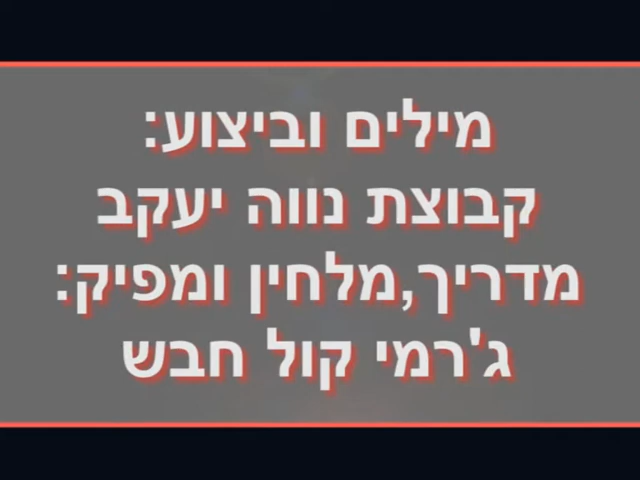 מילים וביצוע:
קבוצת נווה יעקב
מדריך,מלחין ומפיק:
ג'רמי קול חבש